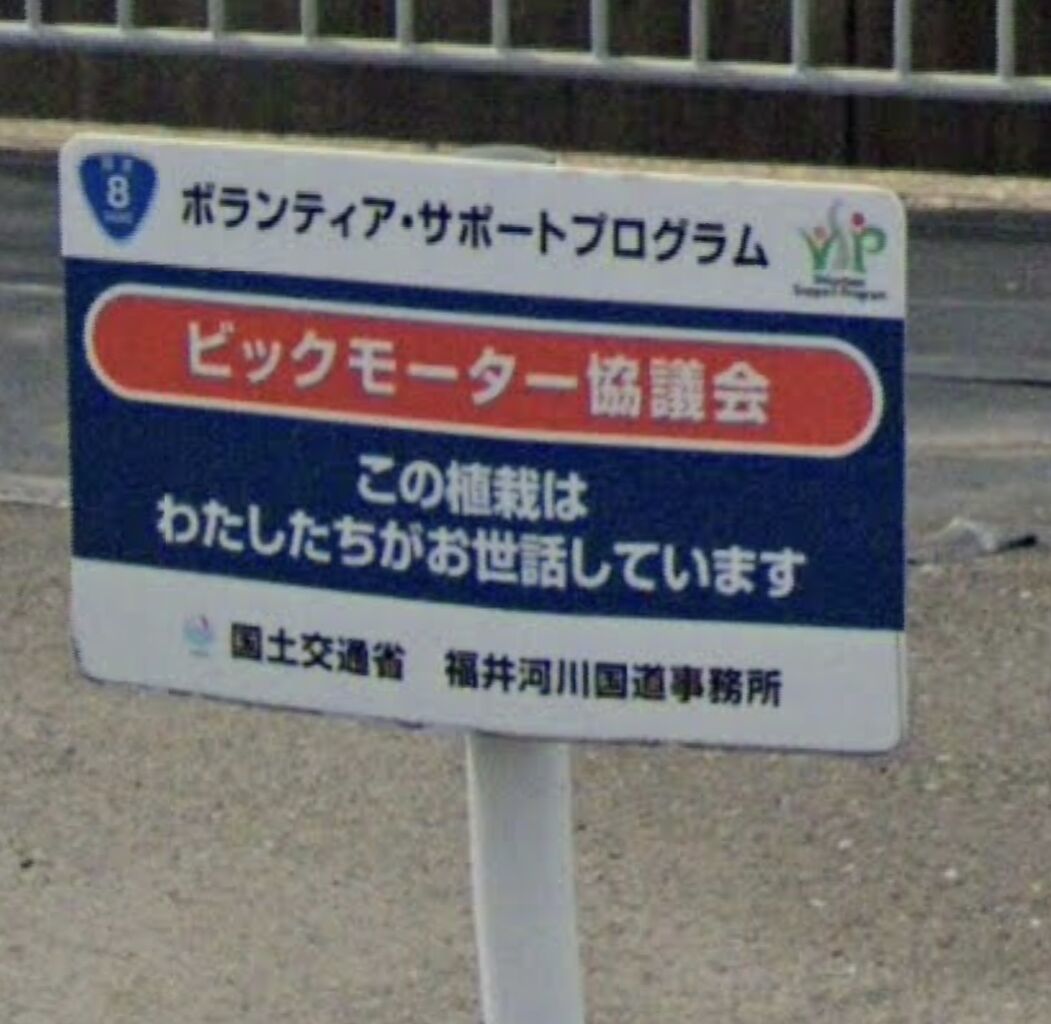 8
ボランティア・サポートプログラム
ビックモーター協議会
この植栽は
わたしたちがお世話しています
国土交通省 福井河川国道事務所